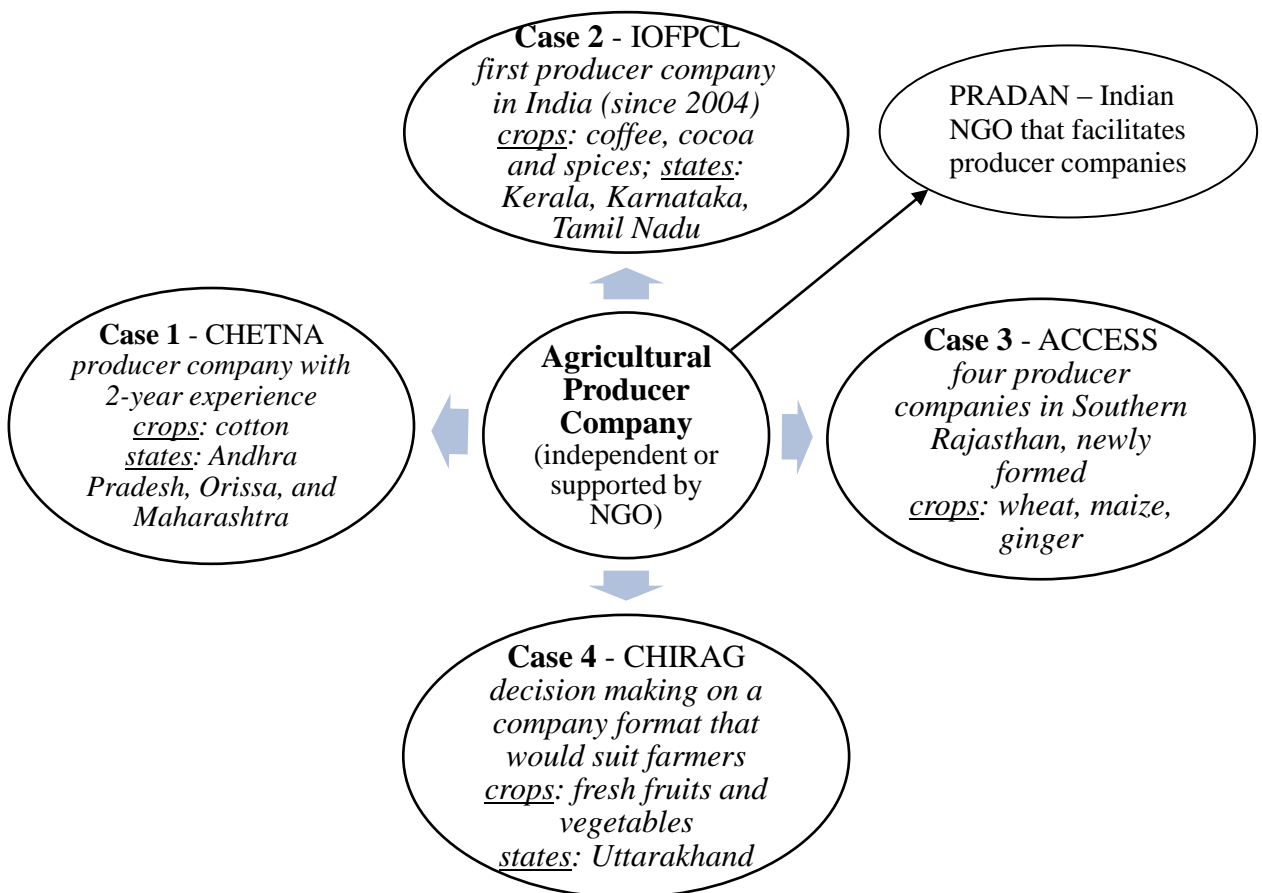 Case 2 - IOFPCL
first producer company
in India (since 2004)
crops: coffee, cocoa
and spices; states:
Kerala, Karnataka,
Tamil Nadu
PRADAN – Indian
NGO that facilitates
producer companies
Case 1 - CHETNA
producer company with
2-year experience
crops: cotton
states: Andhra
Pradesh, Orissa, and
Maharashtra
Agricultural
Producer
Company
(independent or
supported by
NGO)
Case 3 - ACCESS
four producer
companies in Southern
Rajasthan, newly
formed
crops: wheat, maize,
ginger
Case 4 - CHIRAG
decision making on a
company format that
would suit farmers
crops: fresh fruits and
vegetables
states: Uttarakhand